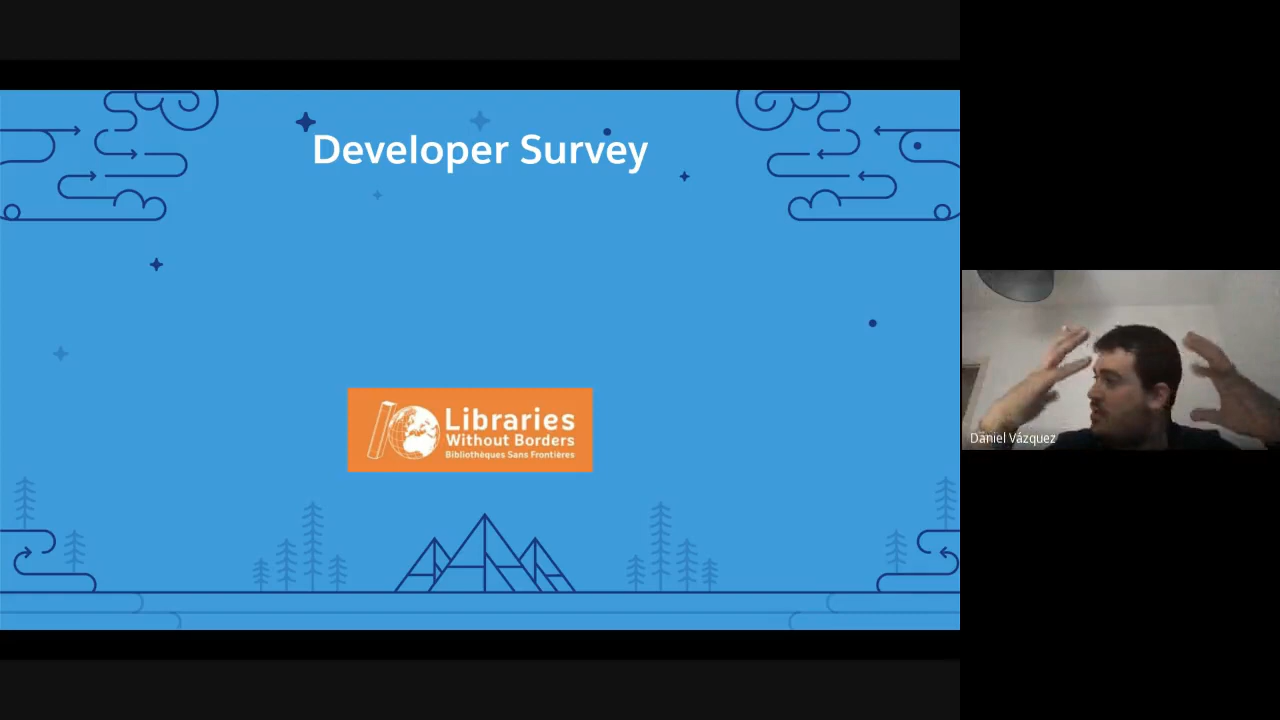 Developer Survey
Libraries
Without Borders
Bibliothèques Sans Frontières
Daniel Vázquez